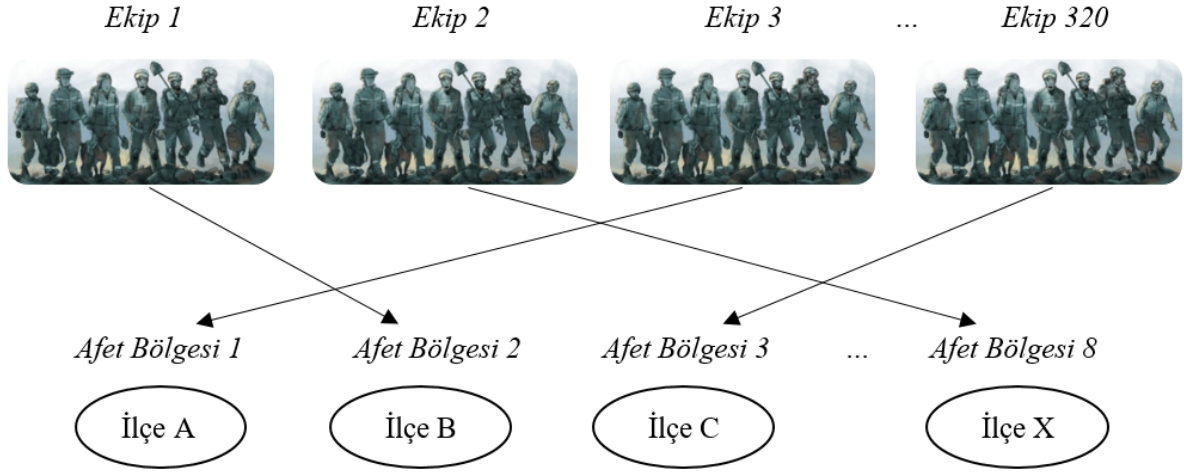 Ekip 1 Ekip 2 Ekip 3 ... Ekip 320
Afet Bölgesi 1 Afet Bölgesi 2 Afet Bölgesi 3 ... Afet Bölgesi 8
İlçe A İlçe B İlçe C İlçe X